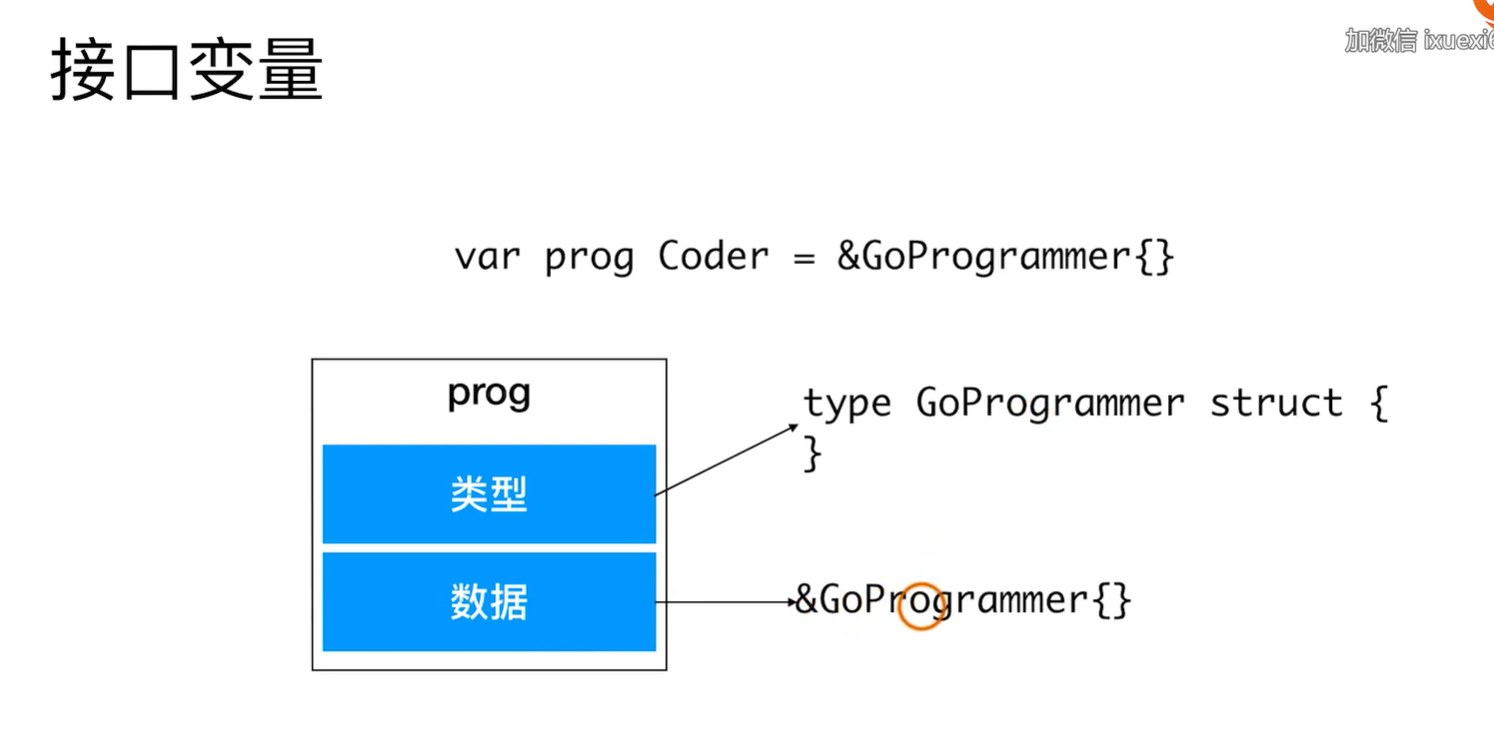 接口变量
加微信 ixuexi6
var prog Coder = &GoProgrammer{}
prog
类型
数据
type GoProgrammer struct {
}
&GoProgrammer{}